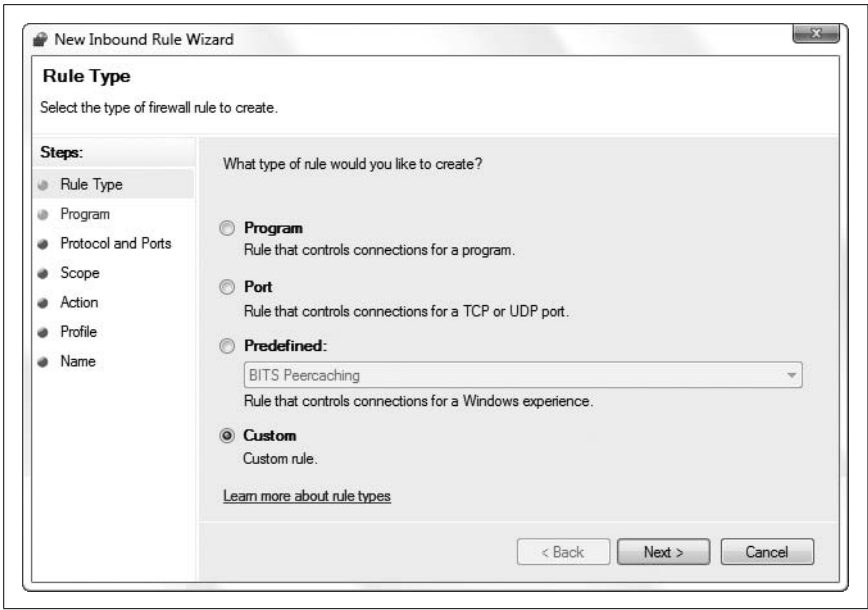 New Inbound Rule Wizard
Rule Type
Select the type of firewall rule to create.
Steps:
Rule Type
Program
Protocol and Ports
Scope
Action
Profile
Name
What type of rule would you like to create?
Program
Rule that controls connections for a program.
Port
Rule that controls connections for a TCP or UDP port.
Predefined:
BITS Peercaching
Rule that controls connections for a Windows experience.
Custom
Custom rule.
Learn more about rule types
< Back
Next >
Cancel